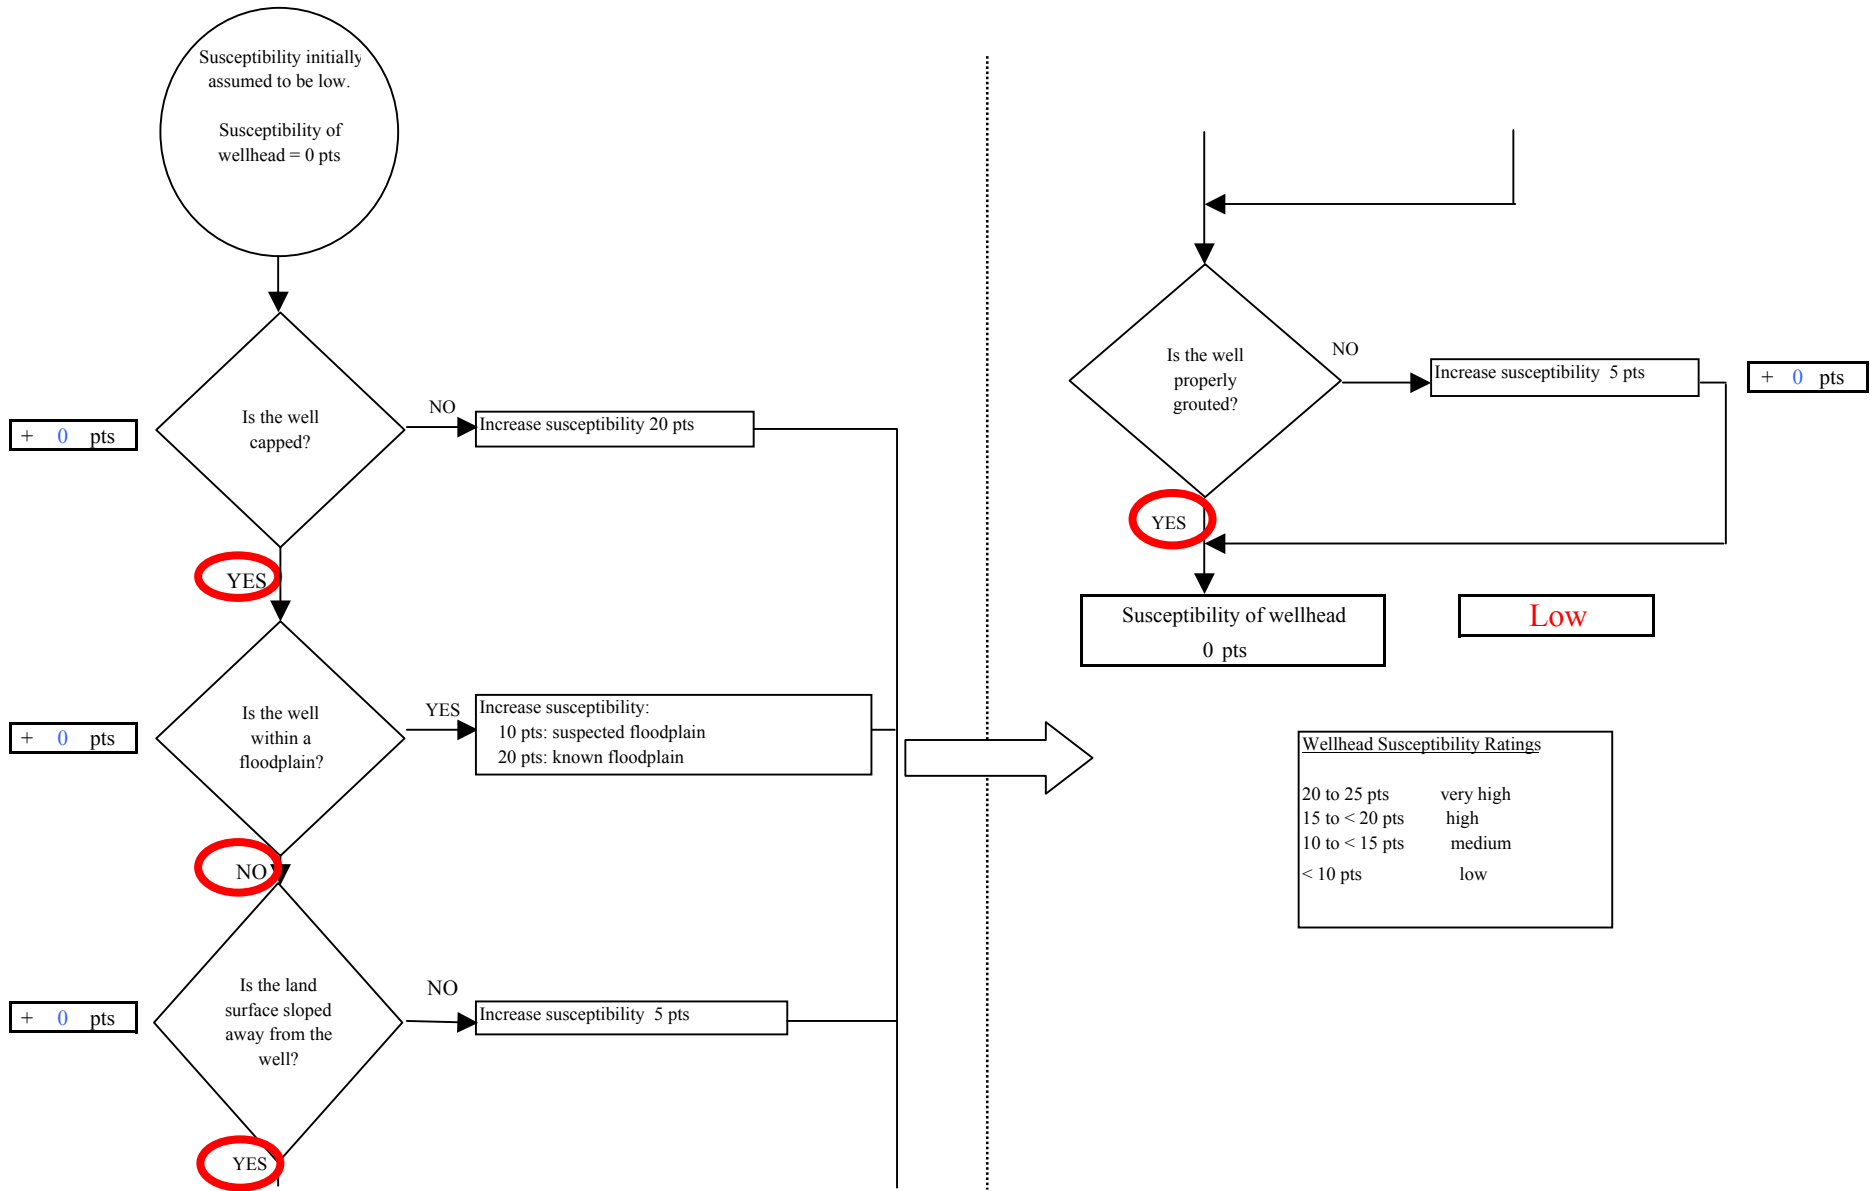 Susceptibility initially
assumed to be low.
Susceptibility of
wellhead = 0 pts
Is the well
capped?
NO
Increase susceptibility 20 pts
+ 0 pts
YES
Is the well
within a
floodplain?
YES
Increase susceptibility:
10 pts: suspected floodplain
20 pts: known floodplain
+ 0 pts
NO
Is the land
surface sloped
away from the
well?
NO
Increase susceptibility 5 pts
+ 0 pts
YES
Is the well
properly
grouted?
NO
Increase susceptibility 5 pts
+ 0 pts
YES
Susceptibility of wellhead
0 pts
Low
Wellhead Susceptibility Ratings
20 to 25 pts very high
15 to < 20 pts high
10 to < 15 pts medium
< 10 pts low